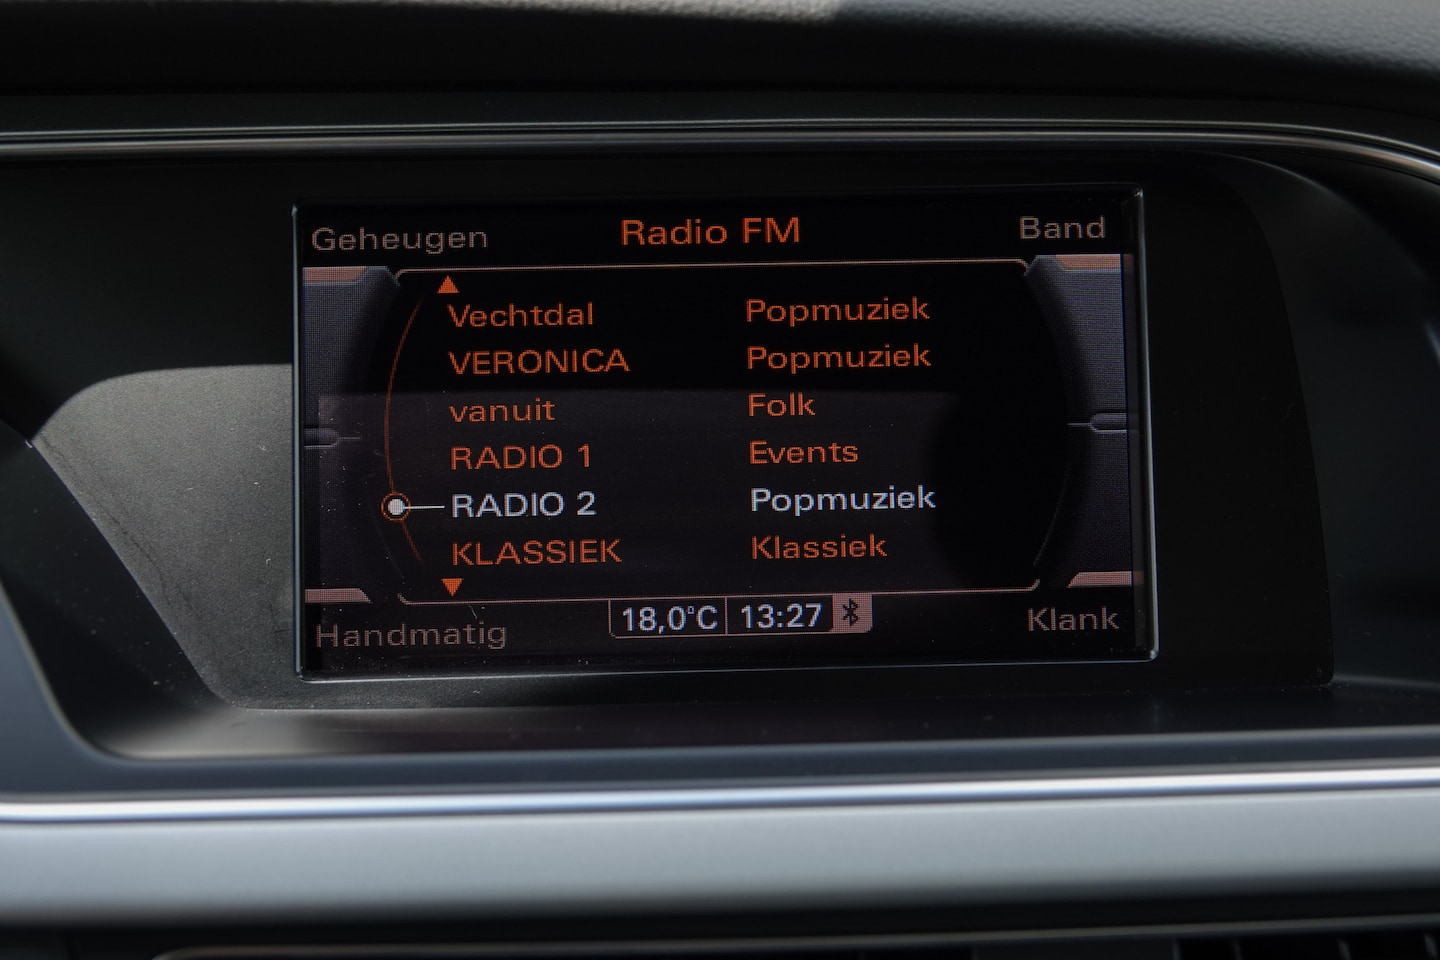 Geheugen Radio FM Band
Vechtdal Popmuziek
VERONICA Popmuziek
vanuit Folk
RADIO 1 Events
RADIO 2 Popmuziek
KLASSIEK Klassiek
Handmatig 18,0°C 13:27 Klank